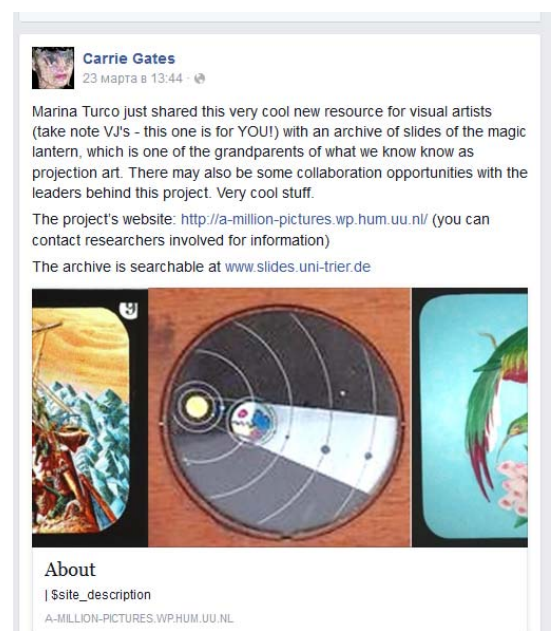 Carrie Gates
23 марта в 13:44 ·
Marina Turco just shared this very cool new resource for visual artists
(take note VJ's - this one is for YOU!) with an archive of slides of the magic
lantern, which is one of the grandparents of what we know know as
projection art. There may also be some collaboration opportunities with the
leaders behind this project. Very cool stuff.
The project's website: http://a-million-pictures.wp.hum.uu.nl/ (you can
contact researchers involved for information)
The archive is searchable at www.slides.uni-trier.de
About
| $site_description
A-MILLION-PICTURES.WP.HUM.UU.NL